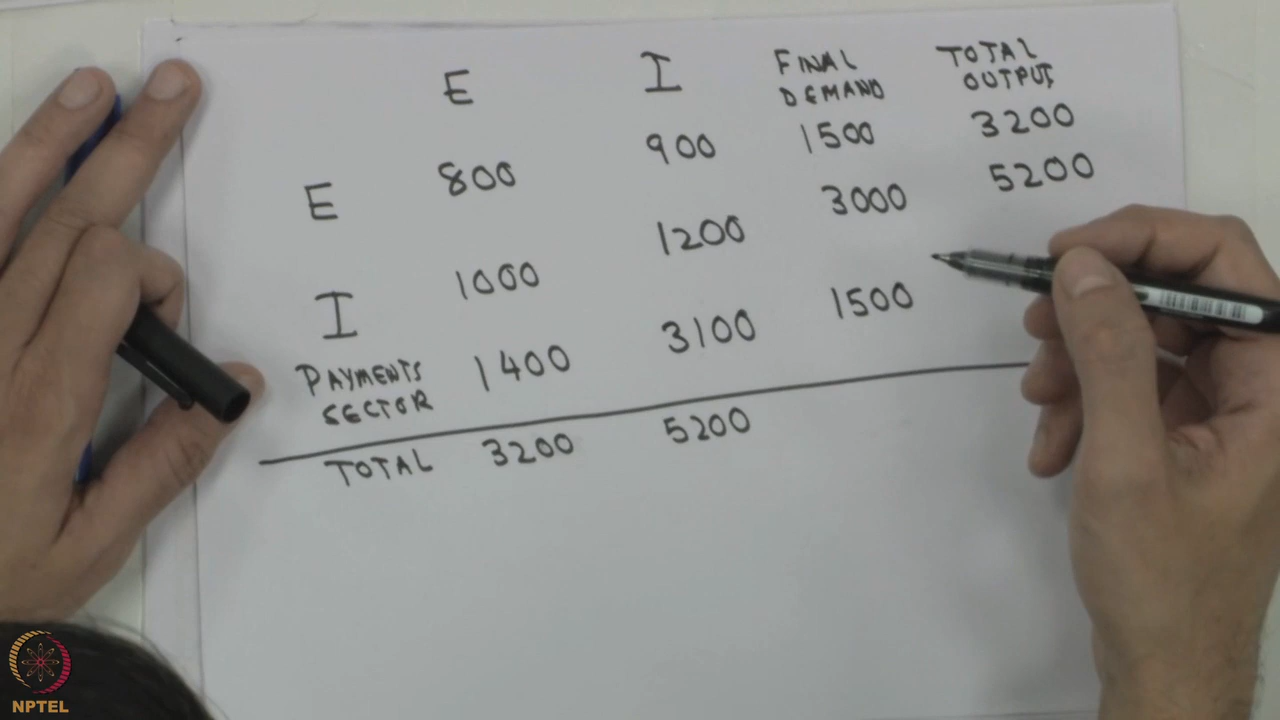 E I FINAL DEMAND TOTAL OUTPUT
E 800 900 1500 3200
I 1000 1200 3000 5200
PAYMENTS SECTOR 1400 3100 1500
TOTAL 3200 5200
NPTEL